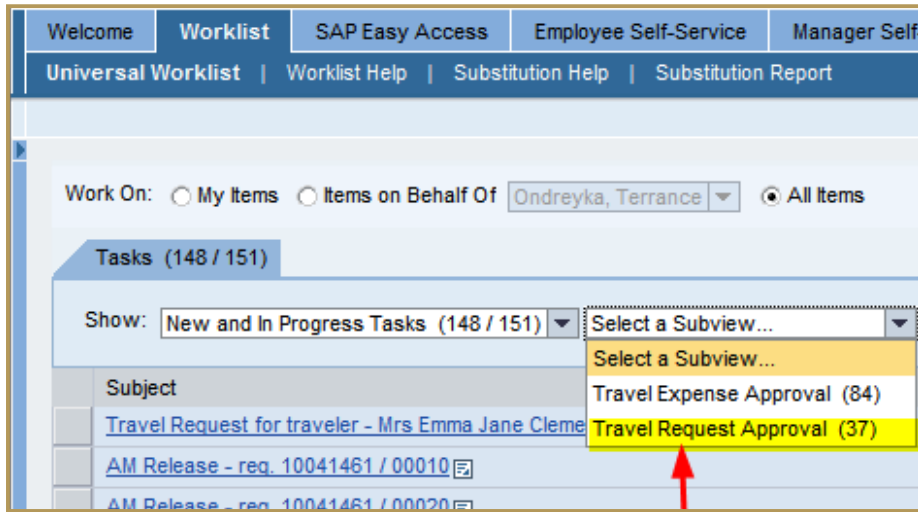 Welcome Worklist SAP Easy Access Employee Self-Service Manager Self
Universal Worklist | Worklist Help | Substitution Help | Substitution Report
Work On: My Items Items on Behalf Of Ondreyka, Terrance All Items
Tasks (148 / 151)
Show: New and In Progress Tasks (148 / 151) Select a Subview...
Select a Subview...
Subject
Travel Expense Approval (84)
Travel Request for traveler - Mrs Emma Jane Cleme
Travel Request Approval (37)
AM Release - req. 10041461 / 00010
AM Release - req. 10041461 / 00020